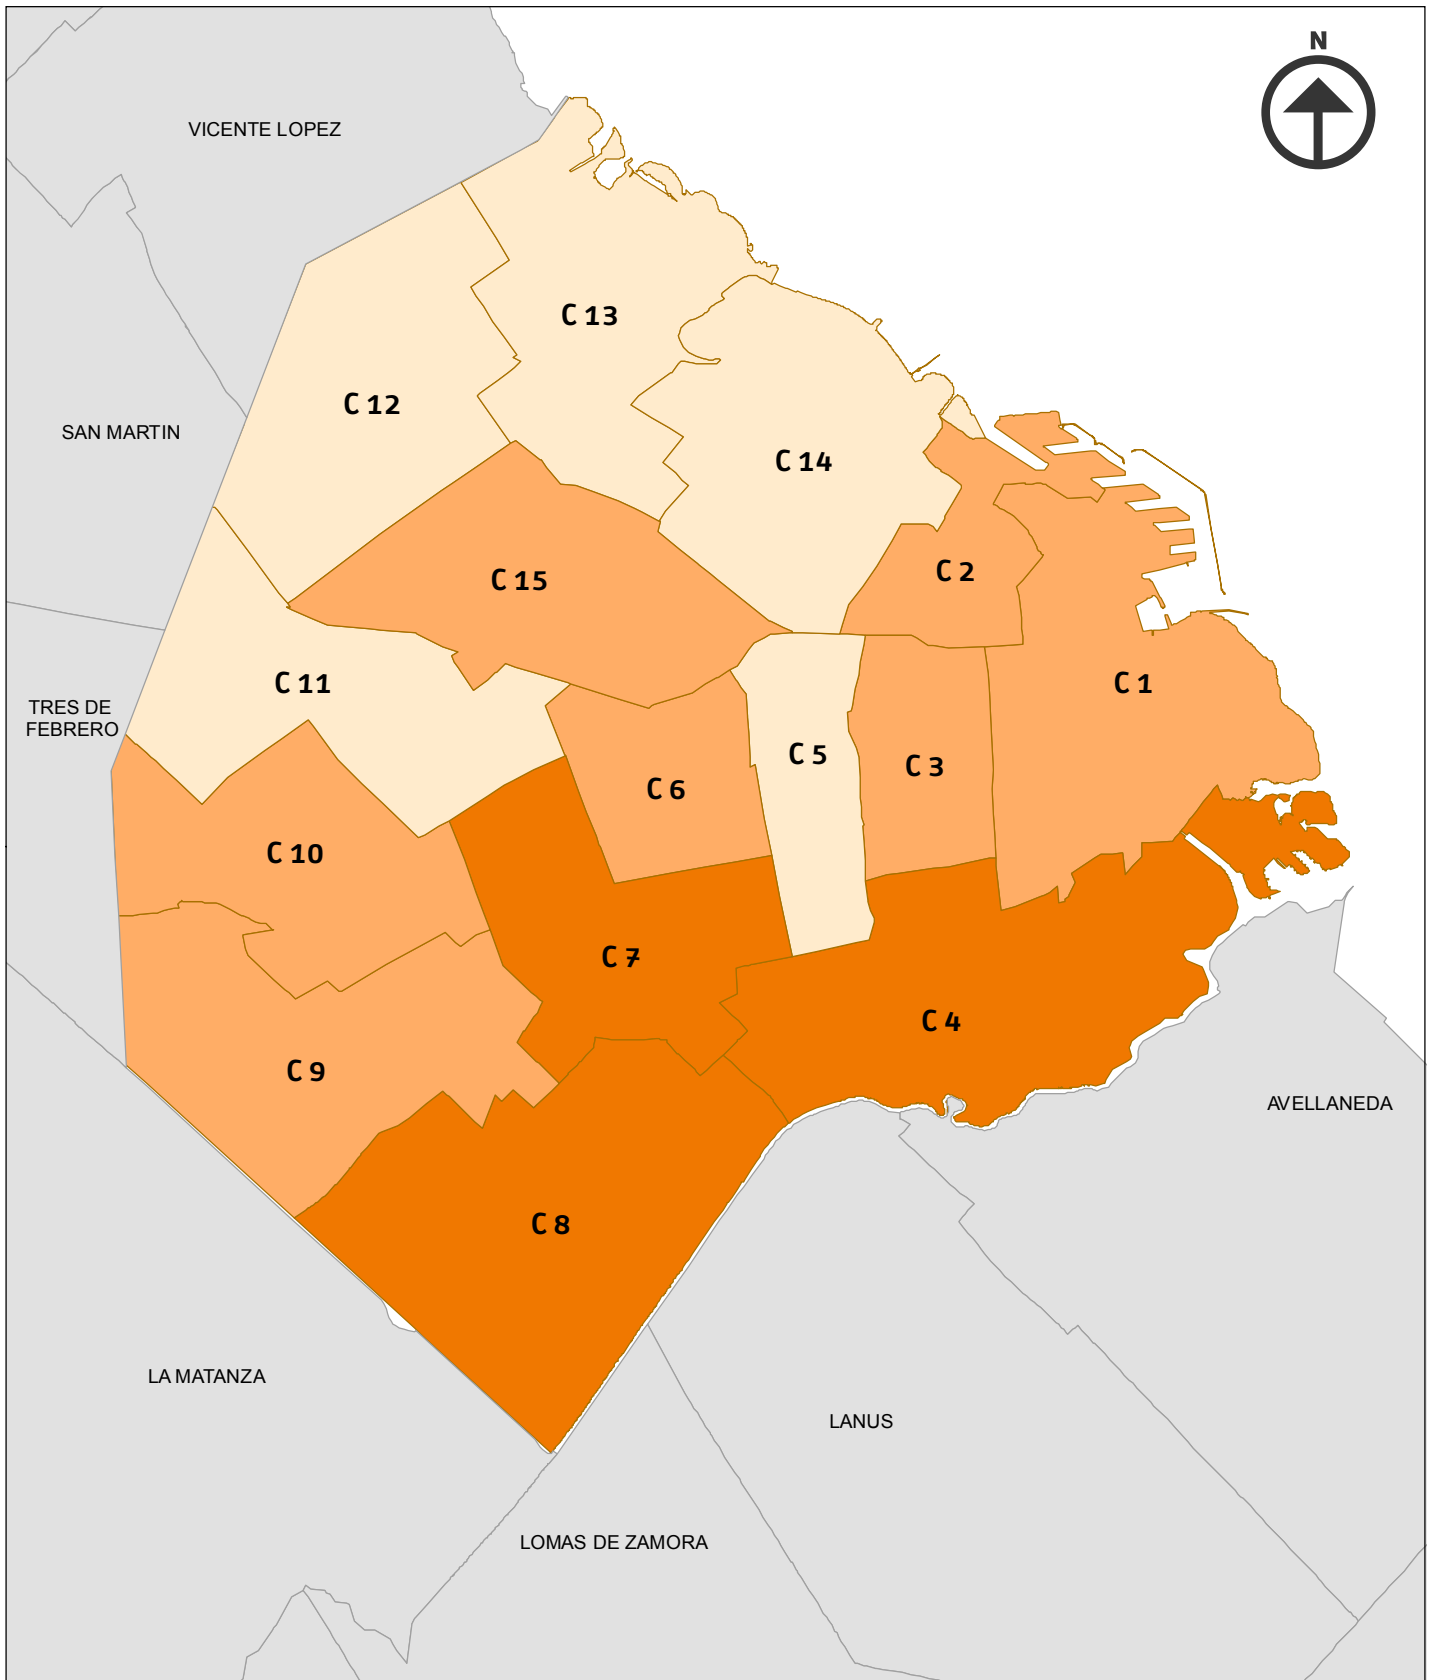 N
VICENTE LOPEZ
C 13
C 12
SAN MARTIN
C 14
C 2
C 15
C 11
C 1
TRES DE
FEBRERO
C 5
C 3
C 6
C 10
C 7
C 4
C 9
AVELLANEDA
C 8
LA MATANZA
LANUS
LOMAS DE ZAMORA